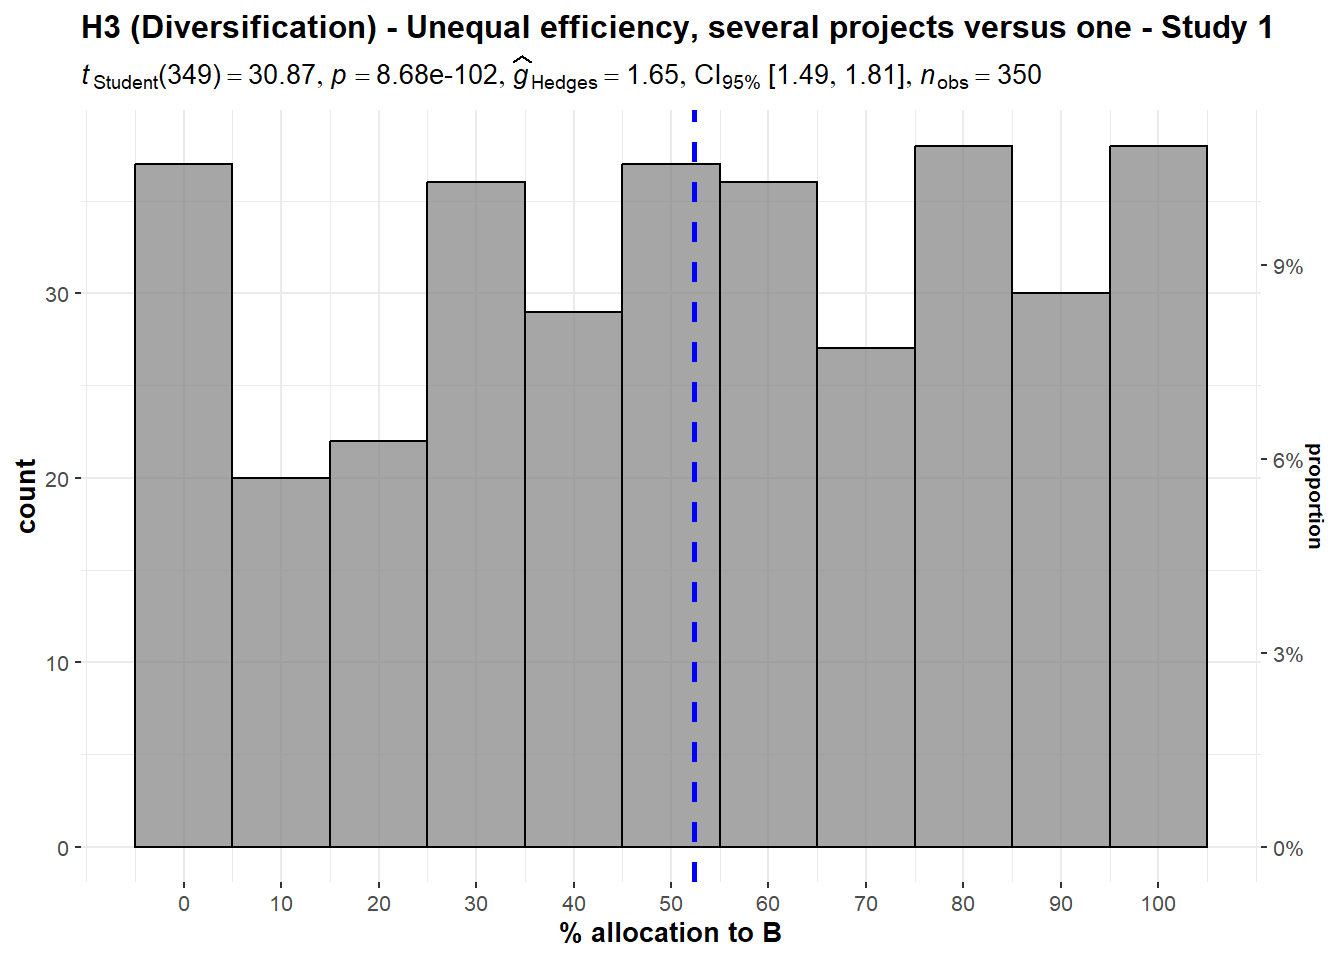 H3 (Diversification) - Unequal efficiency, several projects versus one - Study 1
t Student(349) = 30.87, p = 8.68e-102, ĝ Hedges = 1.65, CI95% [1.49, 1.81], nobs = 350
30
20
10
0
count
9%
6%
3%
0%
proportion
0 10 20 30 40 50 60 70 80 90 100
% allocation to B